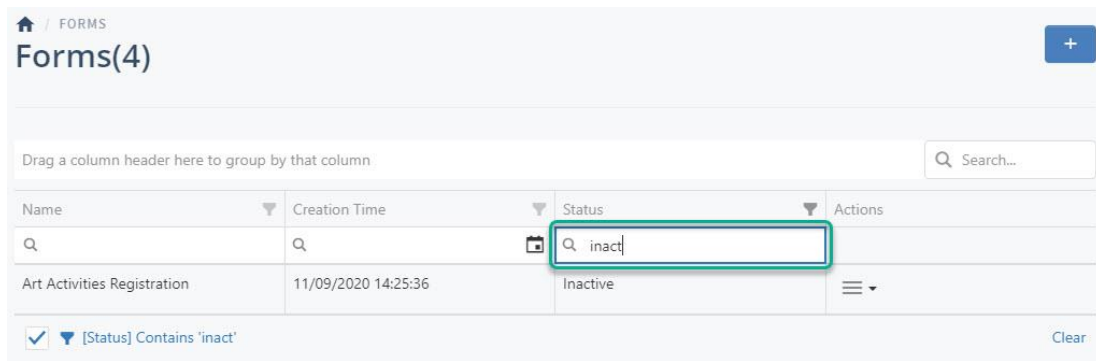 / FORMS
Forms(4)
+
Drag a column header here to group by that column
Search...
Name Creation Time Status Actions
inact
Art Activities Registration 11/09/2020 14:25:36 Inactive
[Status] Contains 'inact' Clear